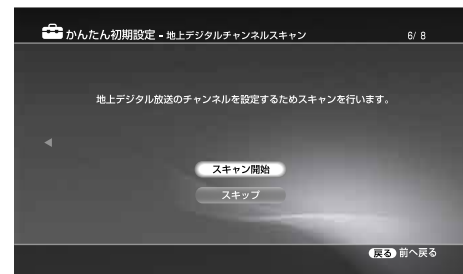 かんたん初期設定 - 地上デジタルチャンネルスキャン 6/ 8
地上デジタル放送のチャンネルを設定するためスキャンを行います。
スキャン開始
スキップ
戻る 前へ戻る